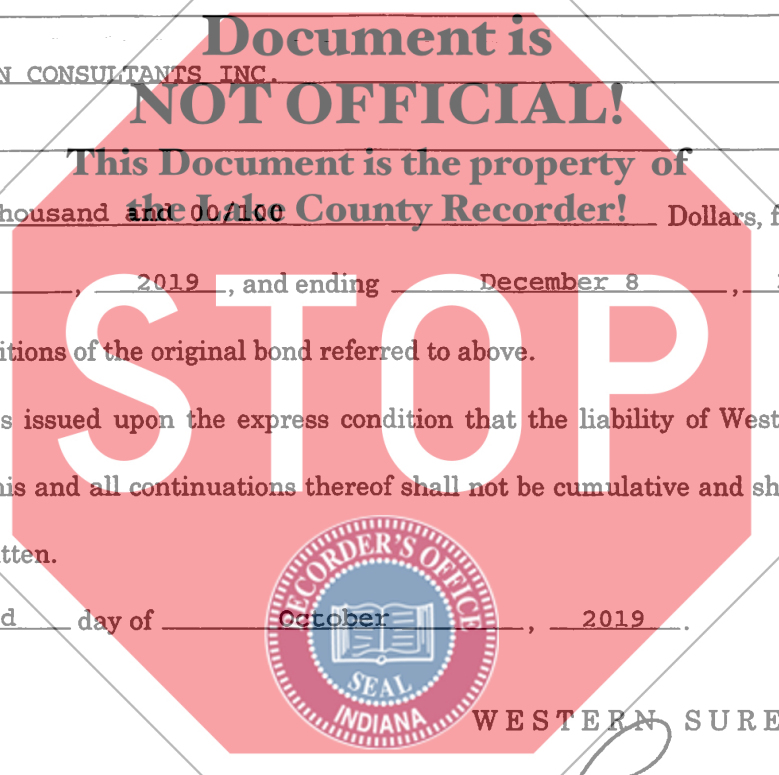 Document is
N CONSULTANTS INC.
NOT OFFICIAL!
This Document is the property of
the Lake County Recorder!
housand and 00/100 Dollars, f
, 2019 , and ending December 8 ,
itions of the original bond referred to above.
s issued upon the express condition that the liability of West
STOP
his and all continuations thereof shall not be cumulative and sh
tten.
d day of October , 2019 .
RECORDER'S OFFICE
SEAL
INDIANA
WESTERN SURE